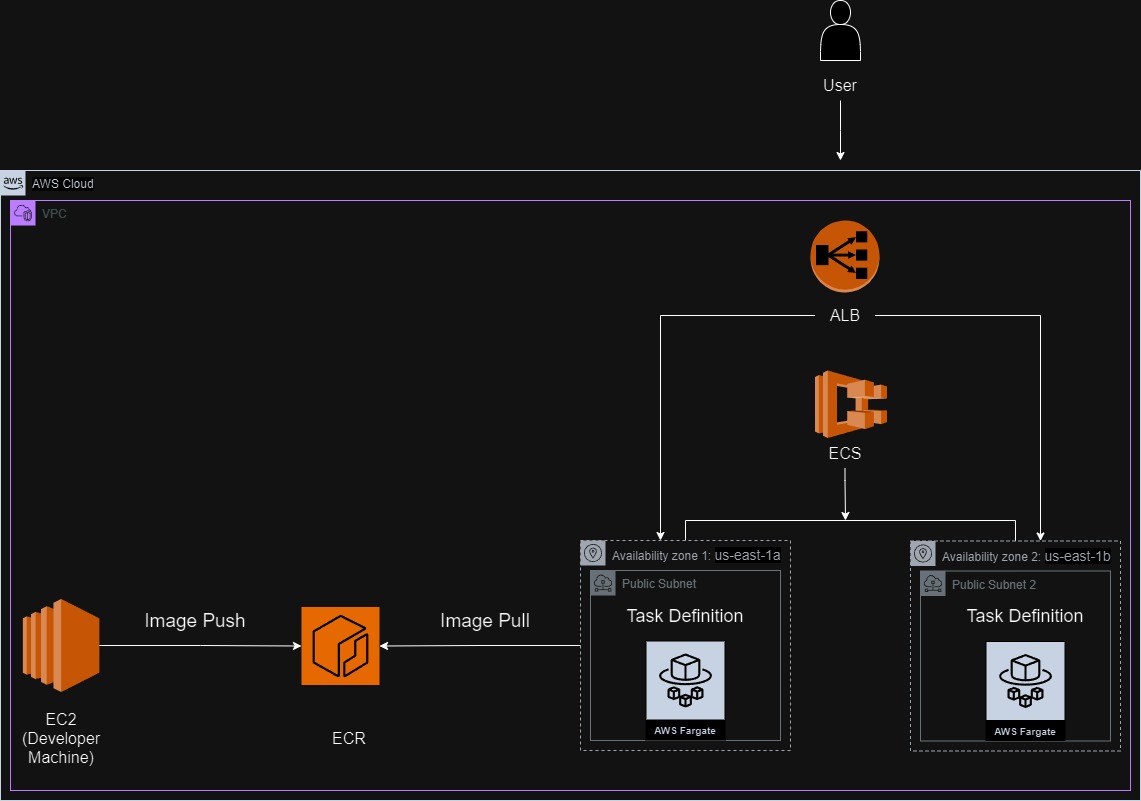 User
aws
AWS Cloud
VPC
ALB
ECS
Availability zone 1: us-east-1a
Availability zone 2: us-east-1b
Public Subnet
Public Subnet 2
Task Definition
Task Definition
Image Push
Image Pull
EC2
(Developer
Machine)
ECR
AWS Fargate
AWS Fargate